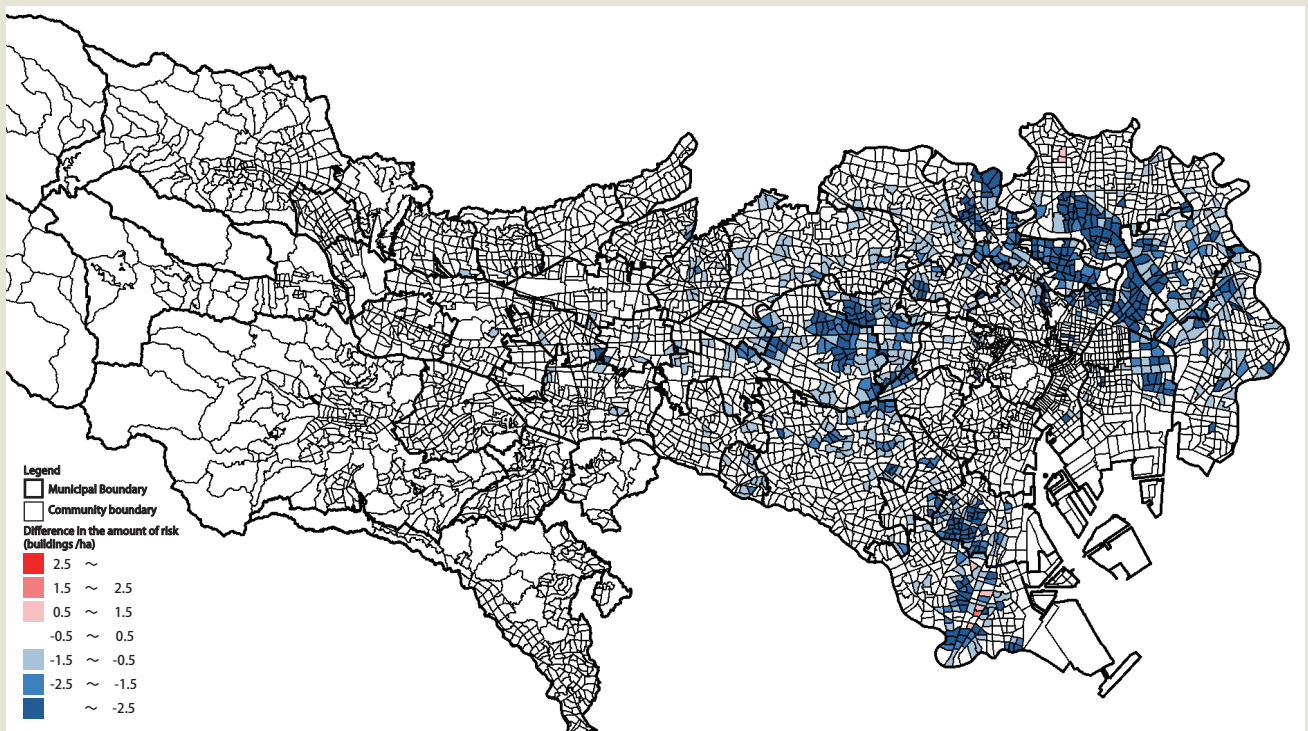 Legend
Municipal Boundary
Community boundary
Difference in the amount of risk
(buildings /ha)
2.5 ～
1.5 ～ 2.5
0.5 ～ 1.5
-0.5 ～ 0.5
-1.5 ～ -0.5
-2.5 ～ -1.5
～ -2.5